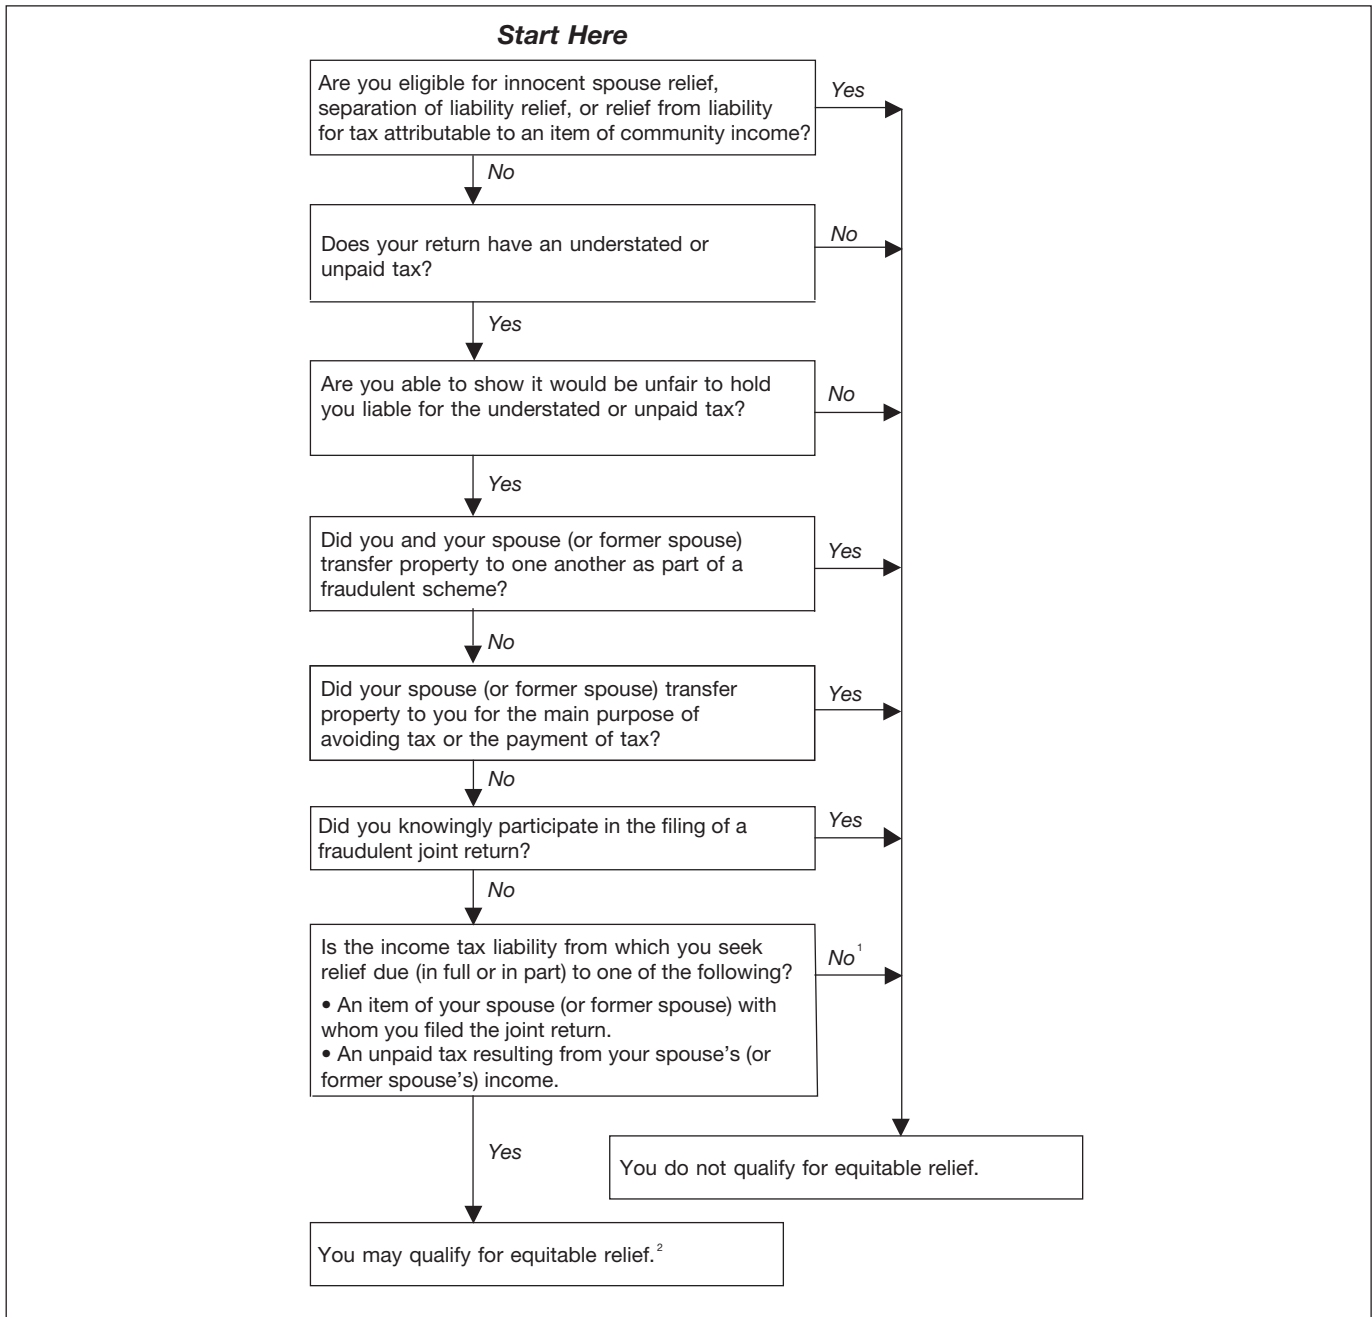 Start Here
Are you eligible for innocent spouse relief,
separation of liability relief, or relief from liability
for tax attributable to an item of community income?
Yes
No
Does your return have an understated or
unpaid tax?
No
Yes
Are you able to show it would be unfair to hold
you liable for the understated or unpaid tax?
No
Yes
Did you and your spouse (or former spouse)
transfer property to one another as part of a
fraudulent scheme?
Yes
No
Did your spouse (or former spouse) transfer
property to you for the main purpose of
avoiding tax or the payment of tax?
Yes
No
Did you knowingly participate in the filing of a
fraudulent joint return?
Yes
No
Is the income tax liability from which you seek
relief due (in full or in part) to one of the following?
• An item of your spouse (or former spouse) with
whom you filed the joint return.
• An unpaid tax resulting from your spouse's (or
former spouse's) income.
No¹
Yes
You do not qualify for equitable relief.
You may qualify for equitable relief.²